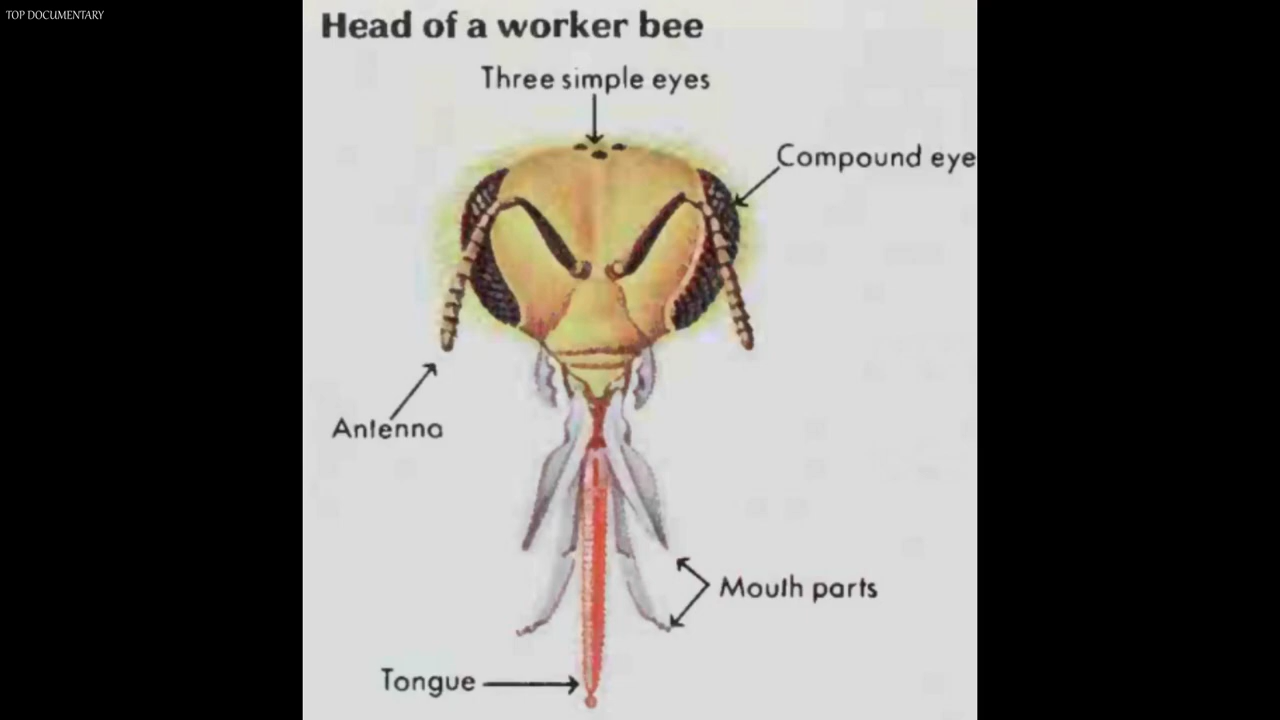 TOP DOCUMENTARY
Head of a worker bee
Three simple eyes
Compound eye
Antenna
Mouth parts
Tongue